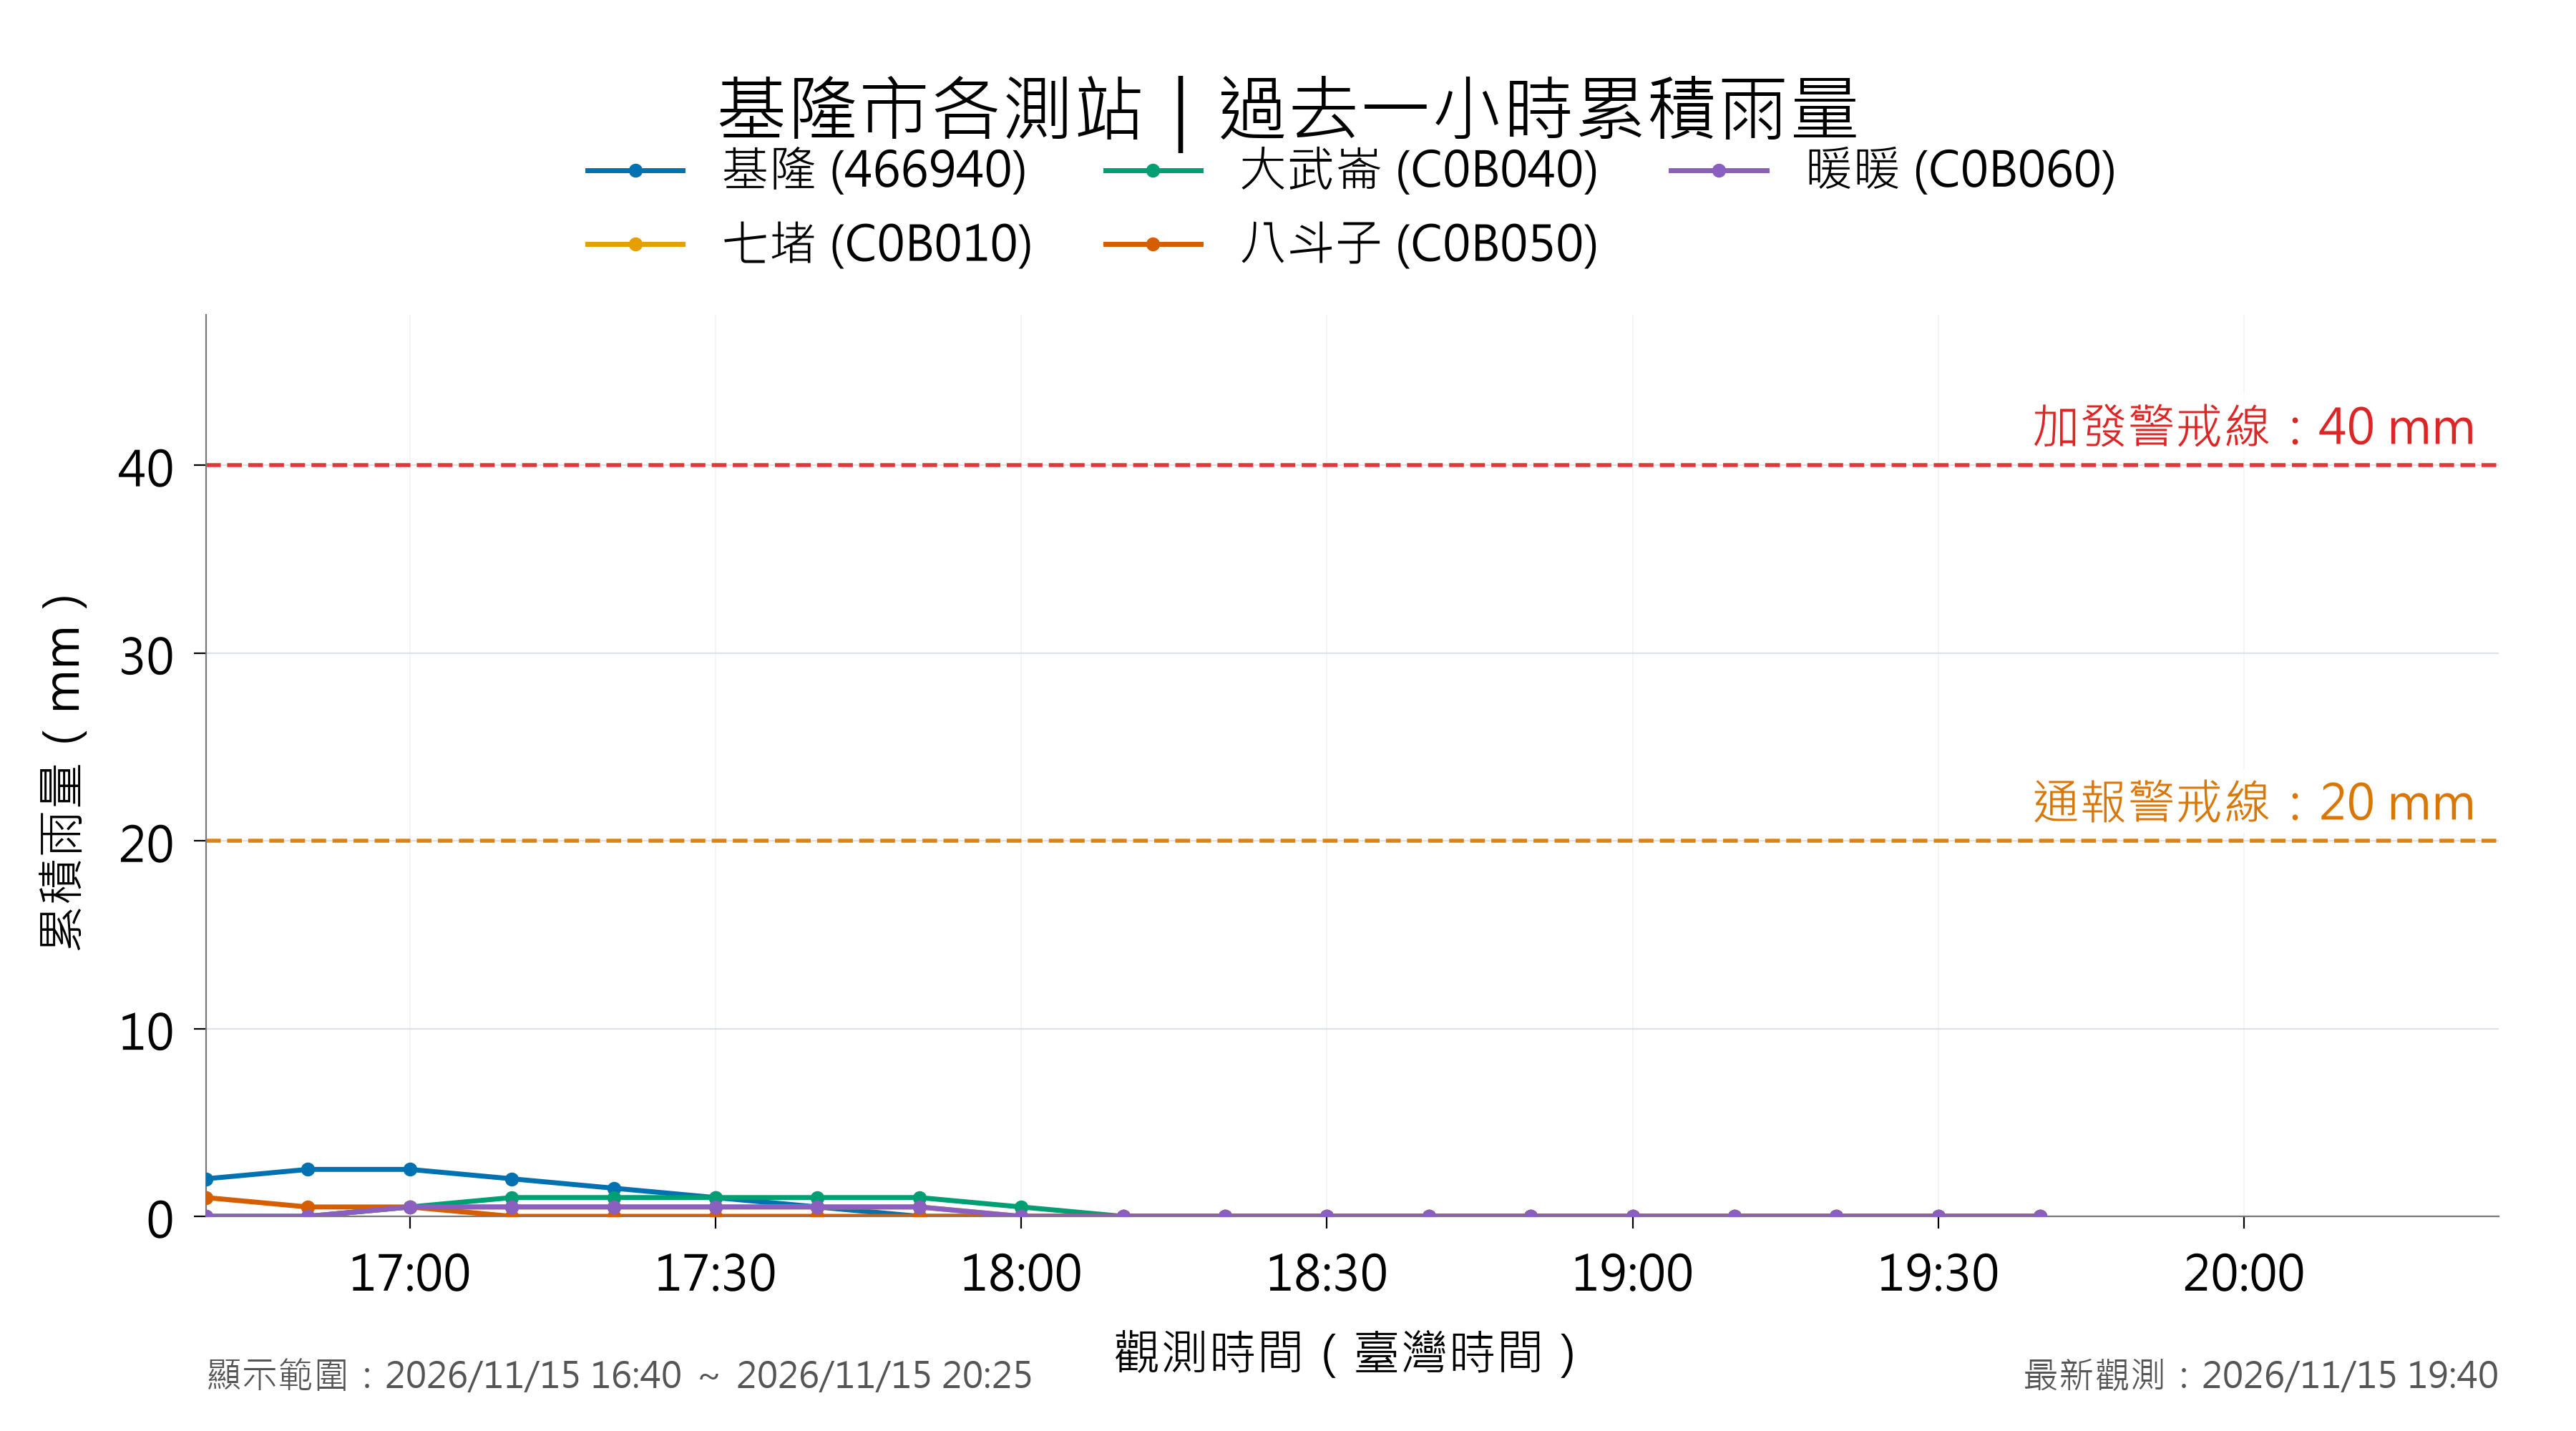 基隆市各測站｜過去一小時累積雨量
基隆 (466940)
大武崙 (C0B040)
暖暖 (C0B060)
七堵 (C0B010)
八斗子 (C0B050)
累積雨量（mm）
加發警戒線：40 mm
通報警戒線：20 mm
40
30
20
10
0
17:00 17:30 18:00 18:30 19:00 19:30 20:00
觀測時間（臺灣時間）
顯示範圍：2026/11/15 16:40 ~ 2026/11/15 20:25
最新觀測：2026/11/15 19:40